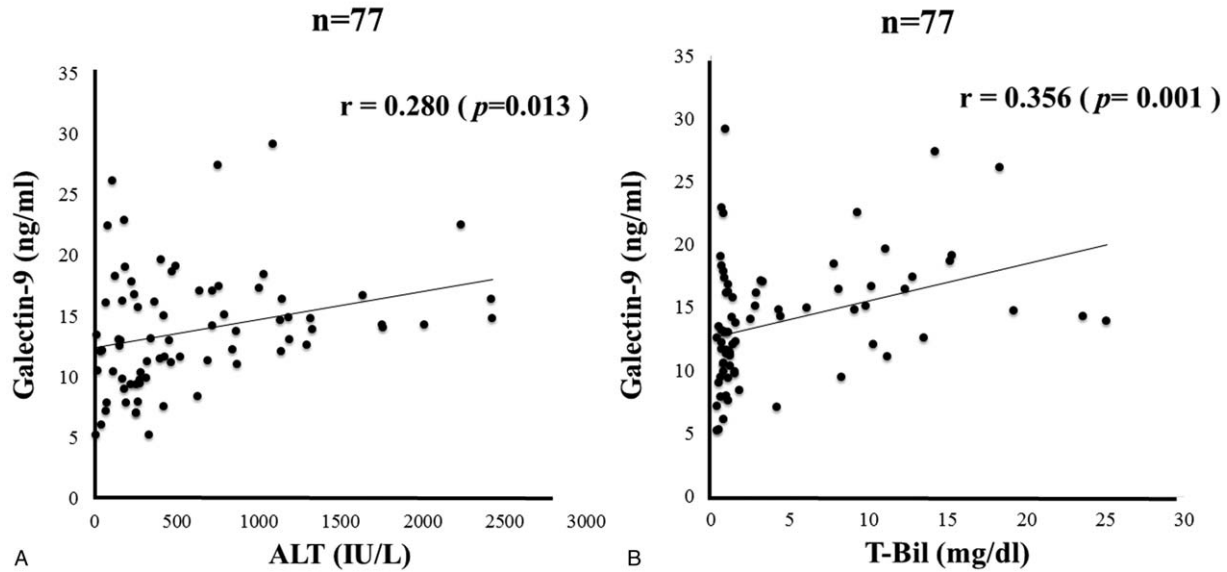 n=77
35
30
25
20
15
10
5
0
Galectin-9 (ng/ml)
r = 0.280 ( p=0.013 )
0 500 1000 1500 2000 2500 3000
ALT (IU/L)
A
n=77
35
30
25
20
15
10
5
0
Galectin-9 (ng/ml)
r = 0.356 ( p= 0.001 )
0 5 10 15 20 25 30
T-Bil (mg/dl)
B